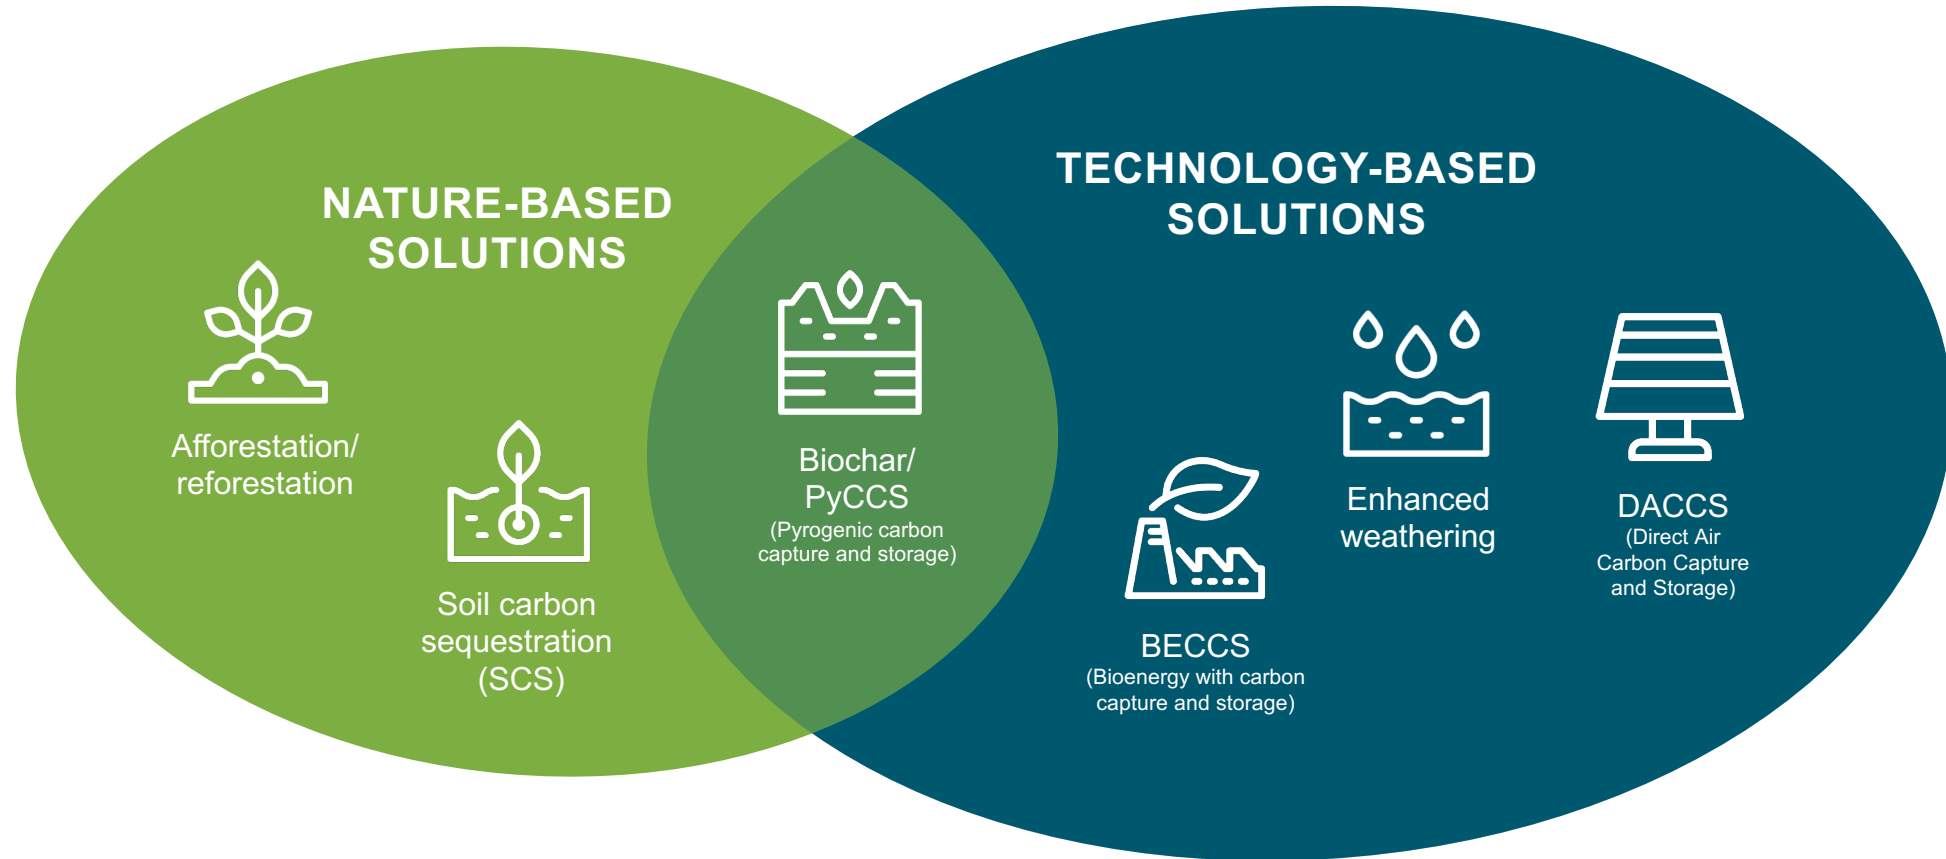 NATURE-BASED
SOLUTIONS
Afforestation/
reforestation
Soil carbon
sequestration
(SCS)
Biochar/
PyCCS
(Pyrogenic carbon
capture and storage)
TECHNOLOGY-BASED
SOLUTIONS
BECCS
(Bioenergy with carbon
capture and storage)
Enhanced
weathering
DACCS
(Direct Air
Carbon Capture
and Storage)